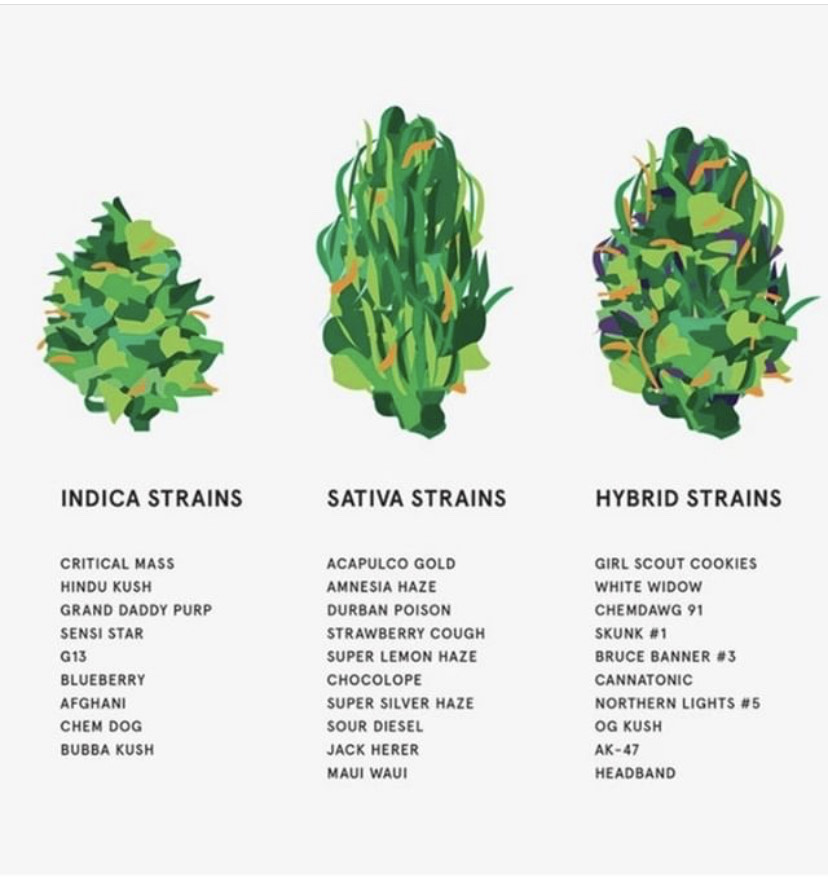 INDICA STRAINS
CRITICAL MASS
HINDU KUSH
GRAND DADDY PURP
SENSI STAR
G13
BLUEBERRY
AFGHANI
CHEM DOG
BUBBA KUSH
SATIVA STRAINS
ACAPULCO GOLD
AMNESIA HAZE
DURBAN POISON
STRAWBERRY COUGH
SUPER LEMON HAZE
CHOCOLOPE
SUPER SILVER HAZE
SOUR DIESEL
JACK HERER
MAUI WAUI
HYBRID STRAINS
GIRL SCOUT COOKIES
WHITE WIDOW
CHEMDAWG 91
SKUNK #1
BRUCE BANNER #3
CANNATONIC
NORTHERN LIGHTS #5
OG KUSH
AK-47
HEADBAND